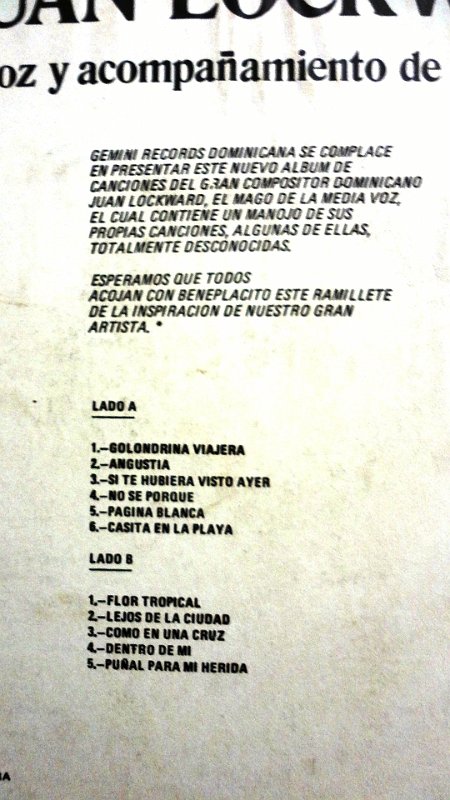 UAN LOCKW
oz y acompañamiento de
GEMINI RECORDS DOMINICANA SE COMPLACE
EN PRESENTAR ESTE NUEVO ALBUM DE
CANCIONES DEL GRAN COMPOSITOR DOMINICANO
JUAN LOCKWARD, EL MAGO DE LA MEDIA VOZ,
EL CUAL CONTIENE UN MANOJO DE SUS
PROPIAS CANCIONES, ALGUNAS DE ELLAS,
TOTALMENTE DESCONOCIDAS.
ESPERAMOS QUE TODOS
ACOJAN CON BENEPLACITO ESTE RAMILLETE
DE LA INSPIRACION DE NUESTRO GRAN
ARTISTA. *
LADO A
1.–GOLONDRINA VIAJERA
2.–ANGUSTIA
3.–SI TE HUBIERA VISTO AYER
4.–NO SE PORQUE
5.–PAGINA BLANCA
6.–CASITA EN LA PLAYA
LADO B
1.–FLOR TROPICAL
2.–LEJOS DE LA CIUDAD
3.–COMO EN UNA CRUZ
4.–DENTRO DE MI
5.–PUÑAL PARA MI HERIDA